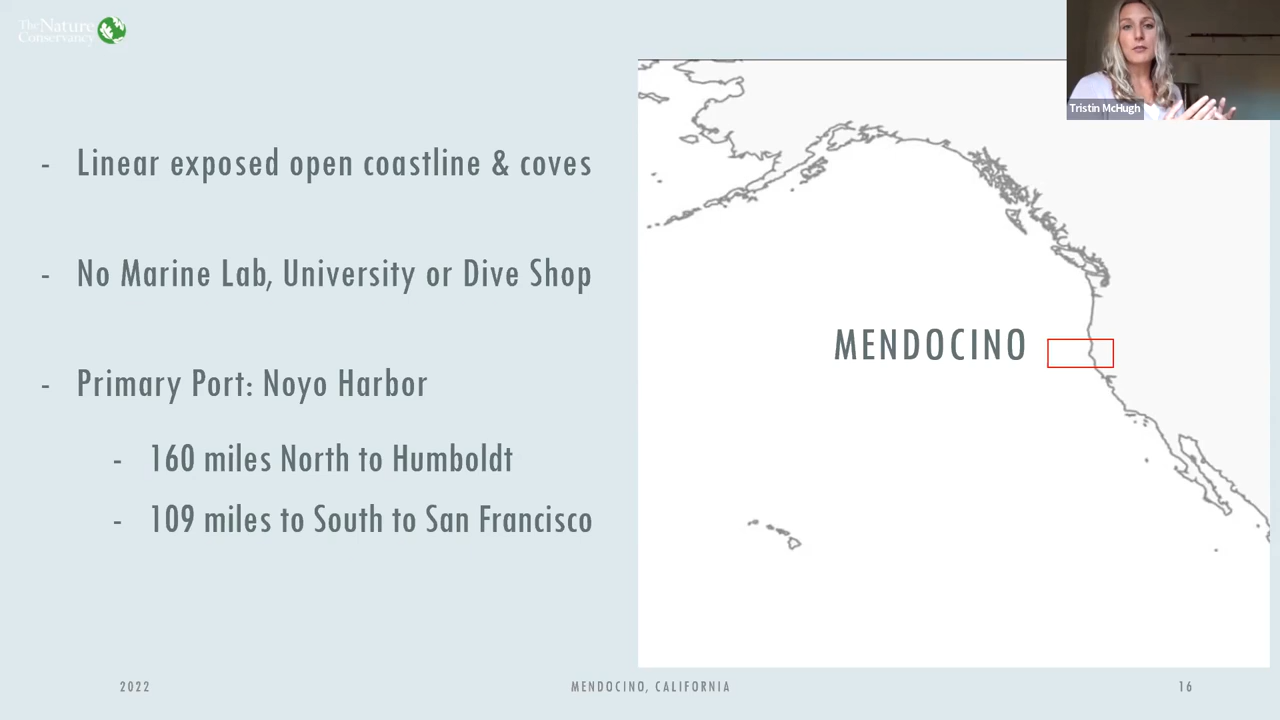 The Nature
Conservancy
Tristin McHugh
- Linear exposed open coastline & coves
- No Marine Lab, University or Dive Shop
- Primary Port: Noyo Harbor
- 160 miles North to Humboldt
- 109 miles to South to San Francisco
MENDOCINO
2022
MENDOCINO, CALIFORNIA
16